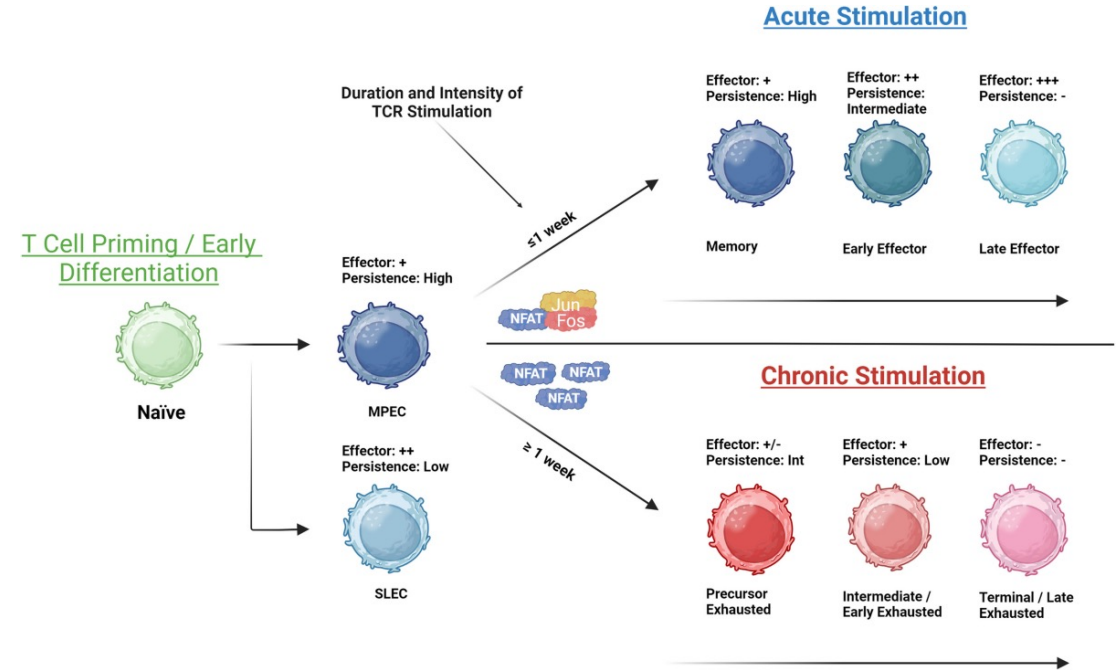 Acute Stimulation
Duration and Intensity of
TCR Stimulation
Effector: +
Persistence: High
Effector: ++
Persistence:
Intermediate
Effector: +++
Persistence: -
≤1 week
Memory
Early Effector
Late Effector
T Cell Priming / Early
Differentiation
Naïve
Effector: +
Persistence: High
MPEC
Effector: ++
Persistence: Low
SLEC
NFAT
Jun
Fos
NFAT
NFAT
NFAT
≥ 1 week
Chronic Stimulation
Effector: +/-
Persistence: Int
Effector: +
Persistence: Low
Effector: -
Persistence: -
Precursor
Exhausted
Intermediate /
Early Exhausted
Terminal / Late
Exhausted